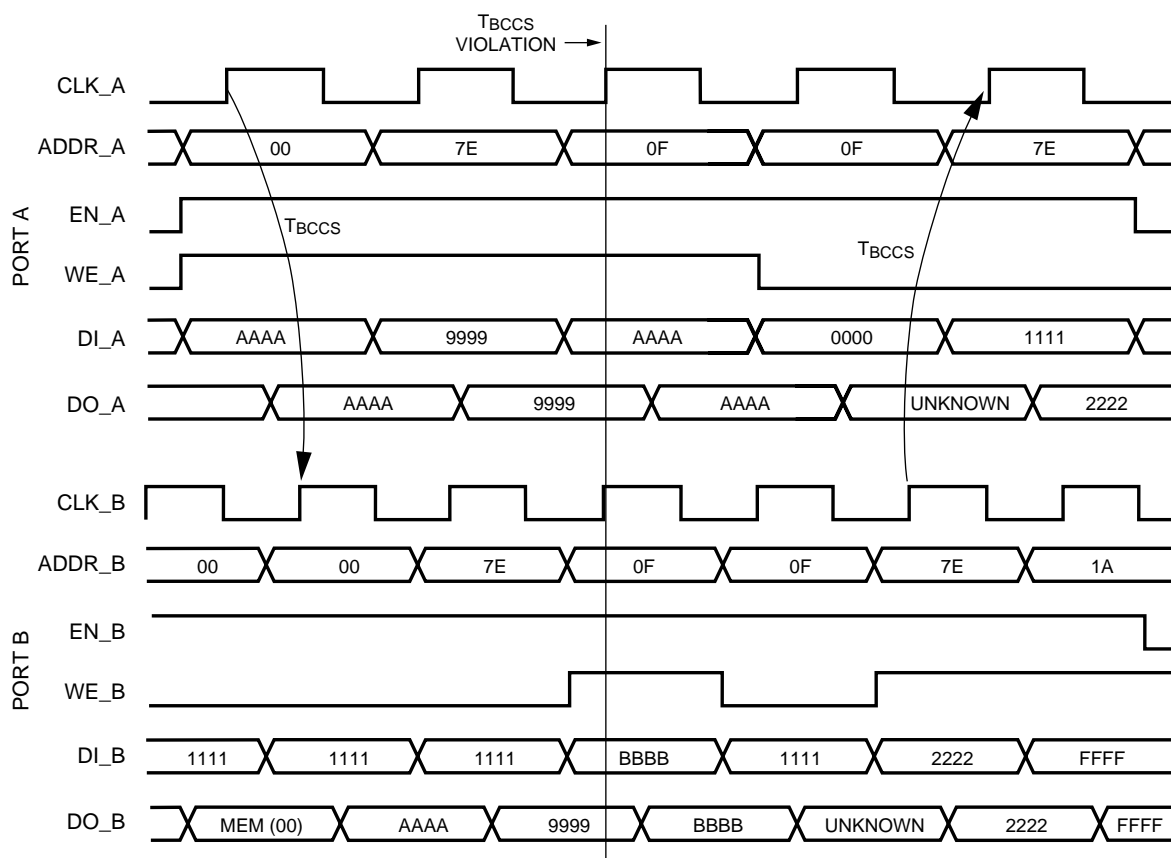 TBCCS
VIOLATION
CLK_A
ADDR_A 00 7E 0F 0F 7E
PORT A
EN_A
TBCCS
TBCCS
WE_A
DI_A AAAA 9999 AAAA 0000 1111
DO_A AAAA 9999 AAAA UNKNOWN 2222
CLK_B
ADDR_B 00 00 7E 0F 0F 7E 1A
PORT B
EN_B
WE_B
DI_B 1111 1111 1111 BBBB 1111 2222 FFFF
DO_B MEM (00) AAAA 9999 BBBB UNKNOWN 2222 FFFF